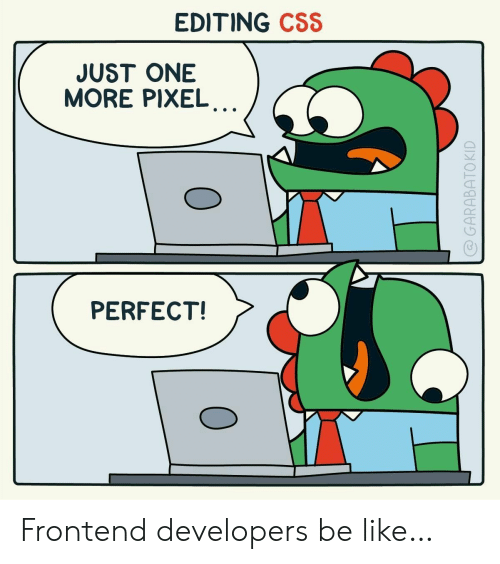 EDITING CSS
JUST ONE
MORE PIXEL...
@GARABATOKID
PERFECT!
Frontend developers be like...